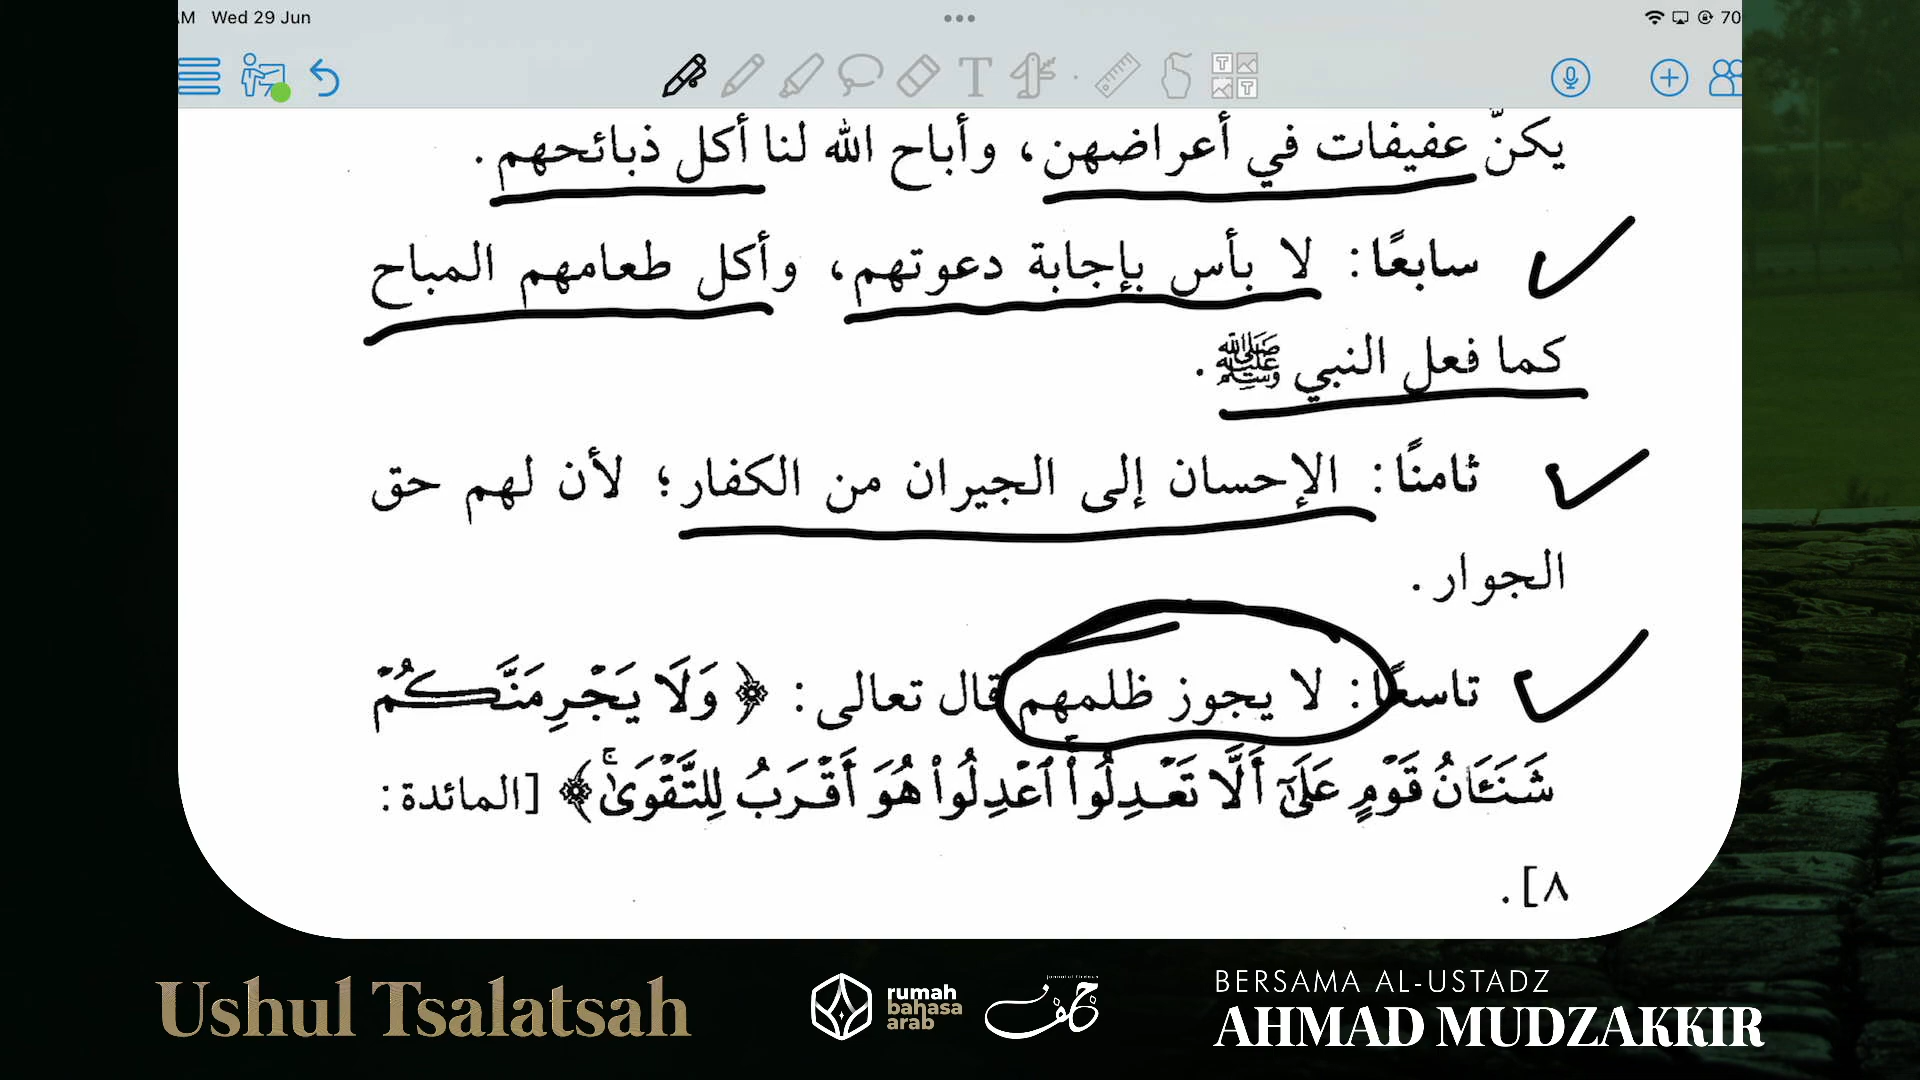 AM Wed 29 Jun
70
يكنّ عفيفات في أعراضهن، وأباح الله لنا أكل ذبائحهم.
سابعًا: لا بأس بإجابة دعوتهم، وأكل طعامهم المباح
كما فعل النبي ﷺ.
ثامنًا: الإحسان إلى الجيران من الكفار؛ لأن لهم حق
الجوار.
تاسعًا: لا يجوز ظلمهم قال تعالى: ﴿ وَلَا يَجْرِمَنَّكُمْ
شَنَـَٔانُ قَوْمٍ عَلَىٰٓ أَلَّا تَعْدِلُوا۟ ٱعْدِلُوا۟ هُوَ أَقْرَبُ لِلتَّقْوَىٰ ﴾ [المائدة:
٨].
Ushul Tsalatsah
rumah
bahasa
arab
BERSAMA AL-USTADZ
AHMAD MUDZAKKIR